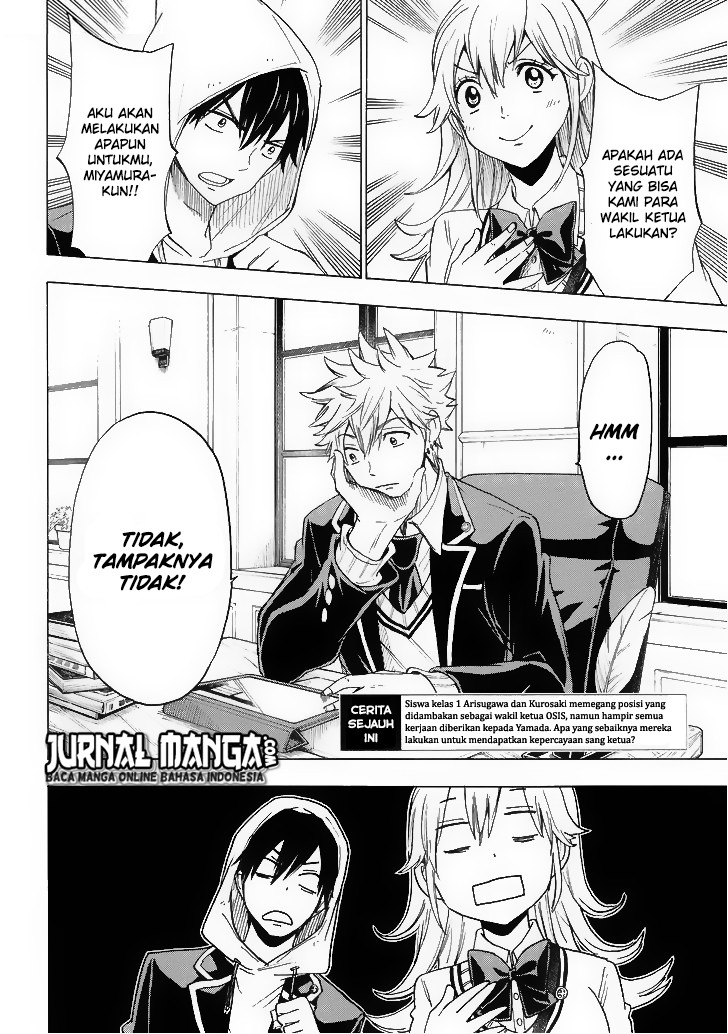 APAKAH ADA
SESUATU
YANG BISA
KAMI PARA
WAKIL KETUA
LAKUKAN?
AKU AKAN
MELAKUKAN
APAPUN
UNTUKMU,
MIYAMURA-
KUN!!
HMM
...
TIDAK,
TAMPAKNYA
TIDAK!
CERITA
SEJAUH
INI
Siswa kelas 1 Arisugawa dan Kurosaki memegang posisi yang
didambakan sebagai wakil ketua OSIS, namun hampir semua
kerjaan diberikan kepada Yamada. Apa yang sebaiknya mereka
lakukan untuk mendapatkan kepercayaan sang ketua?
JURNAL MANGA.COM
BACA MANGA ONLINE BAHASA INDONESIA